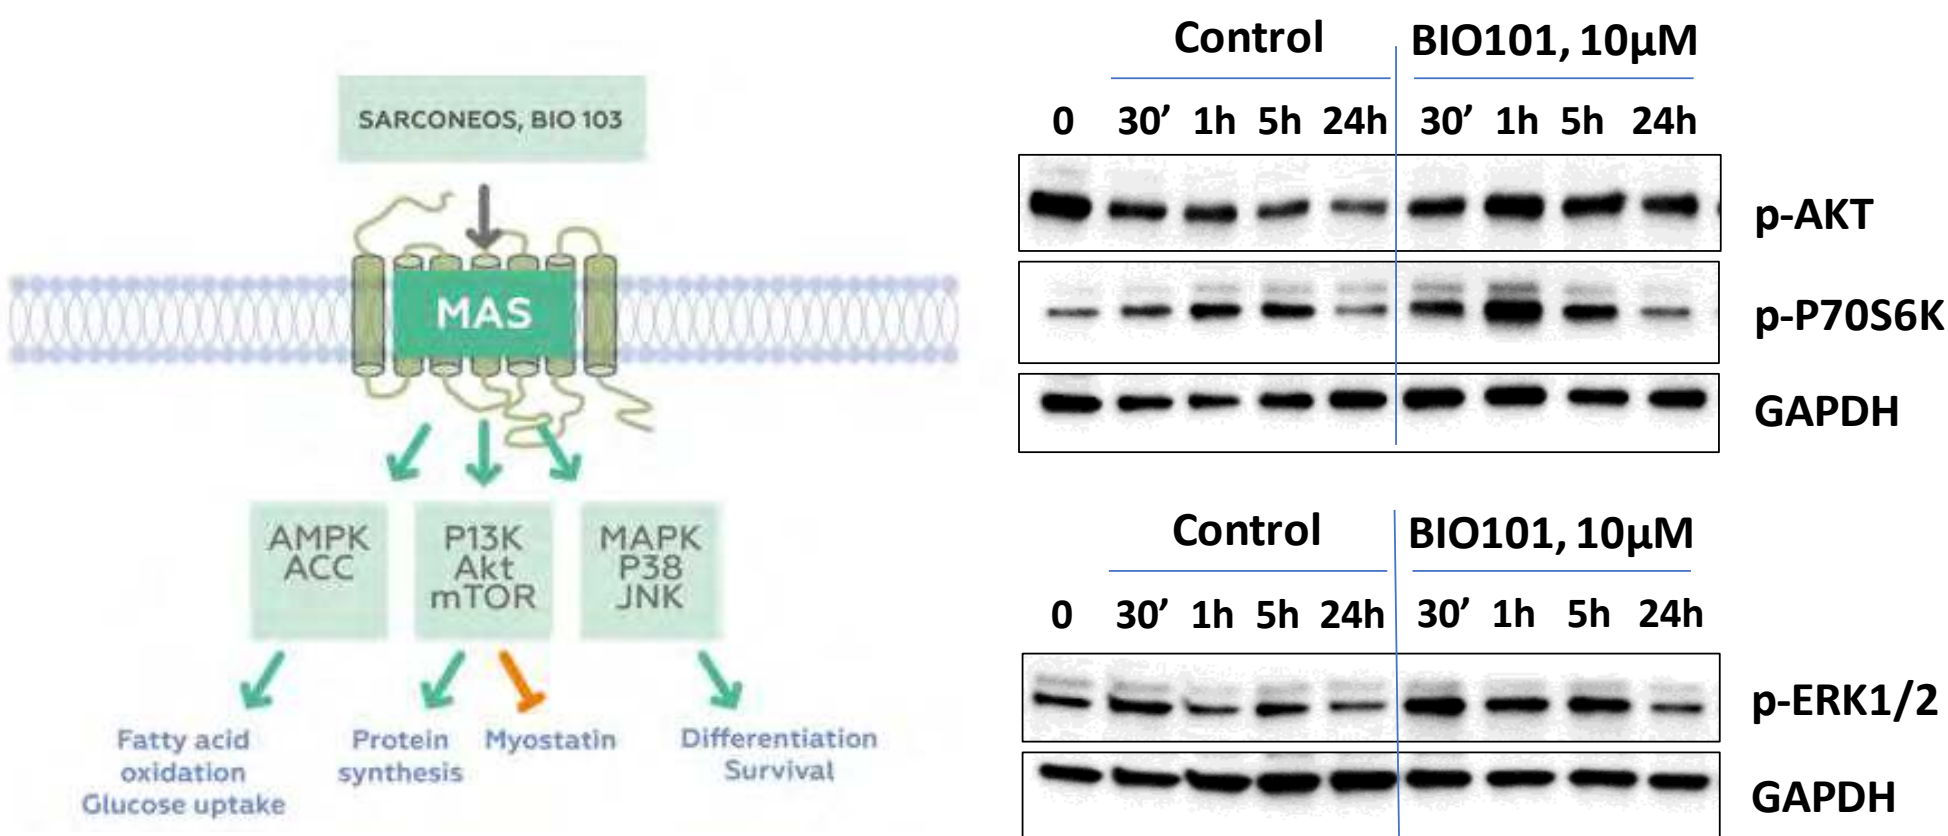 SARCONEOS, BIO 103
MAS
AMPK
ACC
P13K
Akt
mTOR
MAPK
P38
JNK
Fatty acid
oxidation
Glucose uptake
Protein
synthesis
Myostatin
Differentiation
Survival
Control BIO101, 10µM
0 30’ 1h 5h 24h 30’ 1h 5h 24h
p-AKT
p-P70S6K
GAPDH
Control BIO101, 10µM
0 30’ 1h 5h 24h 30’ 1h 5h 24h
p-ERK1/2
GAPDH